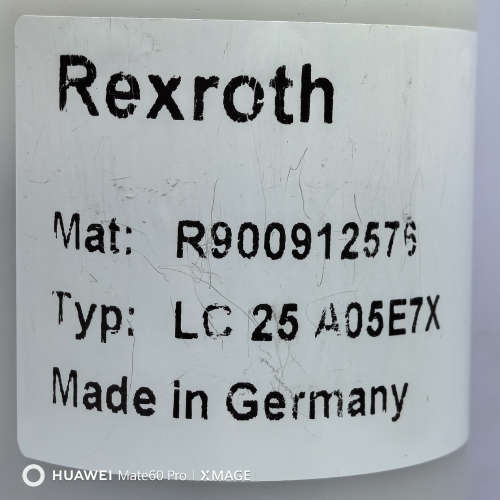 Rexroth
Mat: R900912576
Typ: LC 25 A05E7X
Made in Germany
HUAWEI Mate60 Pro | XMAGE